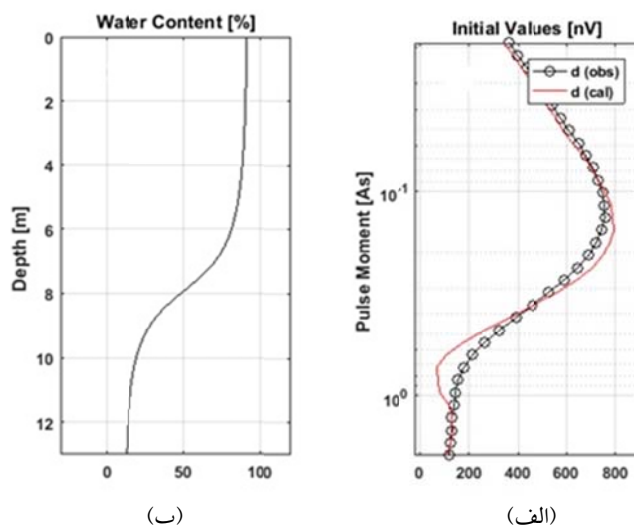 Water Content [%]
0
2
4
6
8
10
12
Depth [m]
0
50
100
(ب)
Initial Values [nV]
d (obs)
d (cal)
10-1
100
Pulse Moment [As]
0
200
400
600
800
(الف)